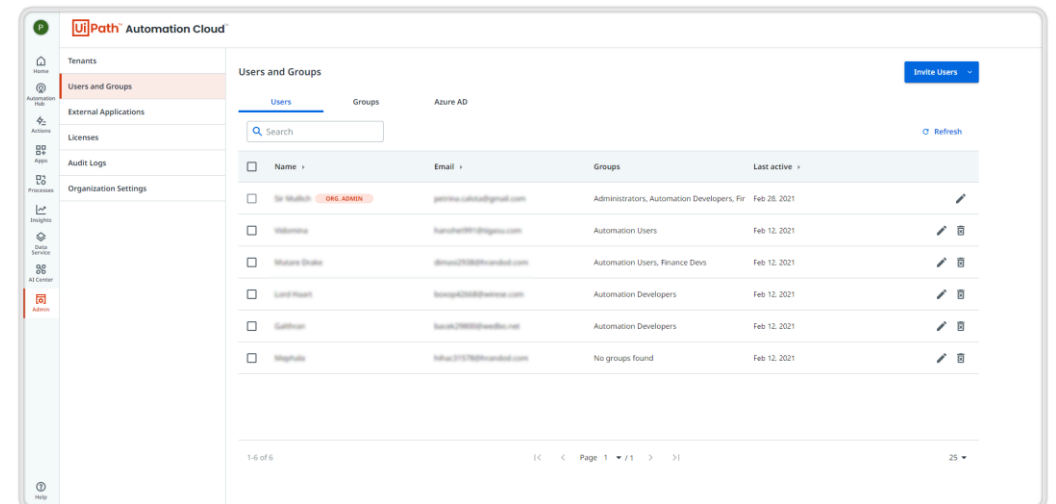 P
UiPath™ Automation Cloud™
Home
Automation
Hub
Actions
Apps
Processes
Insights
Data
Service
AI Center
Admin
Help
Tenants
Users and Groups
External Applications
Licenses
Audit Logs
Organization Settings
Users and Groups
Invite Users
Users Groups Azure AD
Search
Refresh
Name Email Groups Last active
ORG. ADMIN Administrators, Automation Developers, Fir Feb 28, 2021
Automation Users Feb 12, 2021
Automation Users, Finance Devs Feb 12, 2021
Automation Developers Feb 12, 2021
Automation Developers Feb 12, 2021
No groups found Feb 12, 2021
1-6 of 6 Page 1 / 1 25